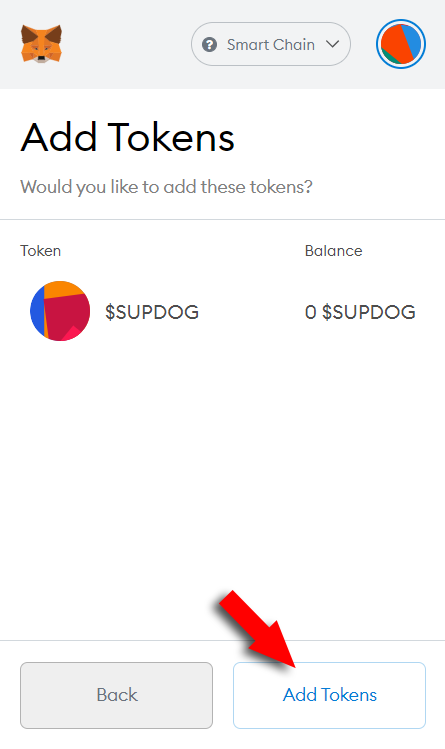 Smart Chain
Add Tokens
Would you like to add these tokens?
Token Balance
$SUPDOG 0 $SUPDOG
Back Add Tokens